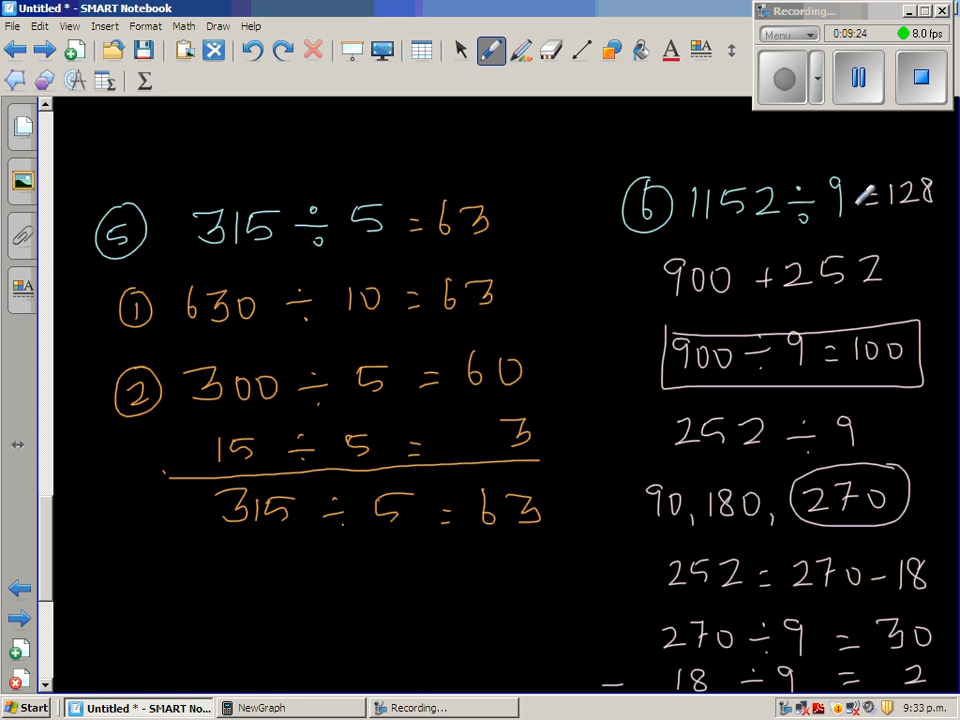 Untitled * - SMART Notebook
File Edit View Insert Format Math Draw Help
Recording...
Menu 0:09:24 8.0 fps
5 315 ÷ 5 = 63
1 630 ÷ 10 = 63
2 300 ÷ 5 = 60
15 ÷ 5 = 3
315 ÷ 5 = 63
6 1152 ÷ 9 = 128
900 + 252
900 ÷ 9 = 100
252 ÷ 9
90, 180, 270
252 = 270 - 18
270 ÷ 9 = 30
- 18 ÷ 9 = 2
Start Untitled * - SMART No... NewGraph Recording... 9:33 p.m.